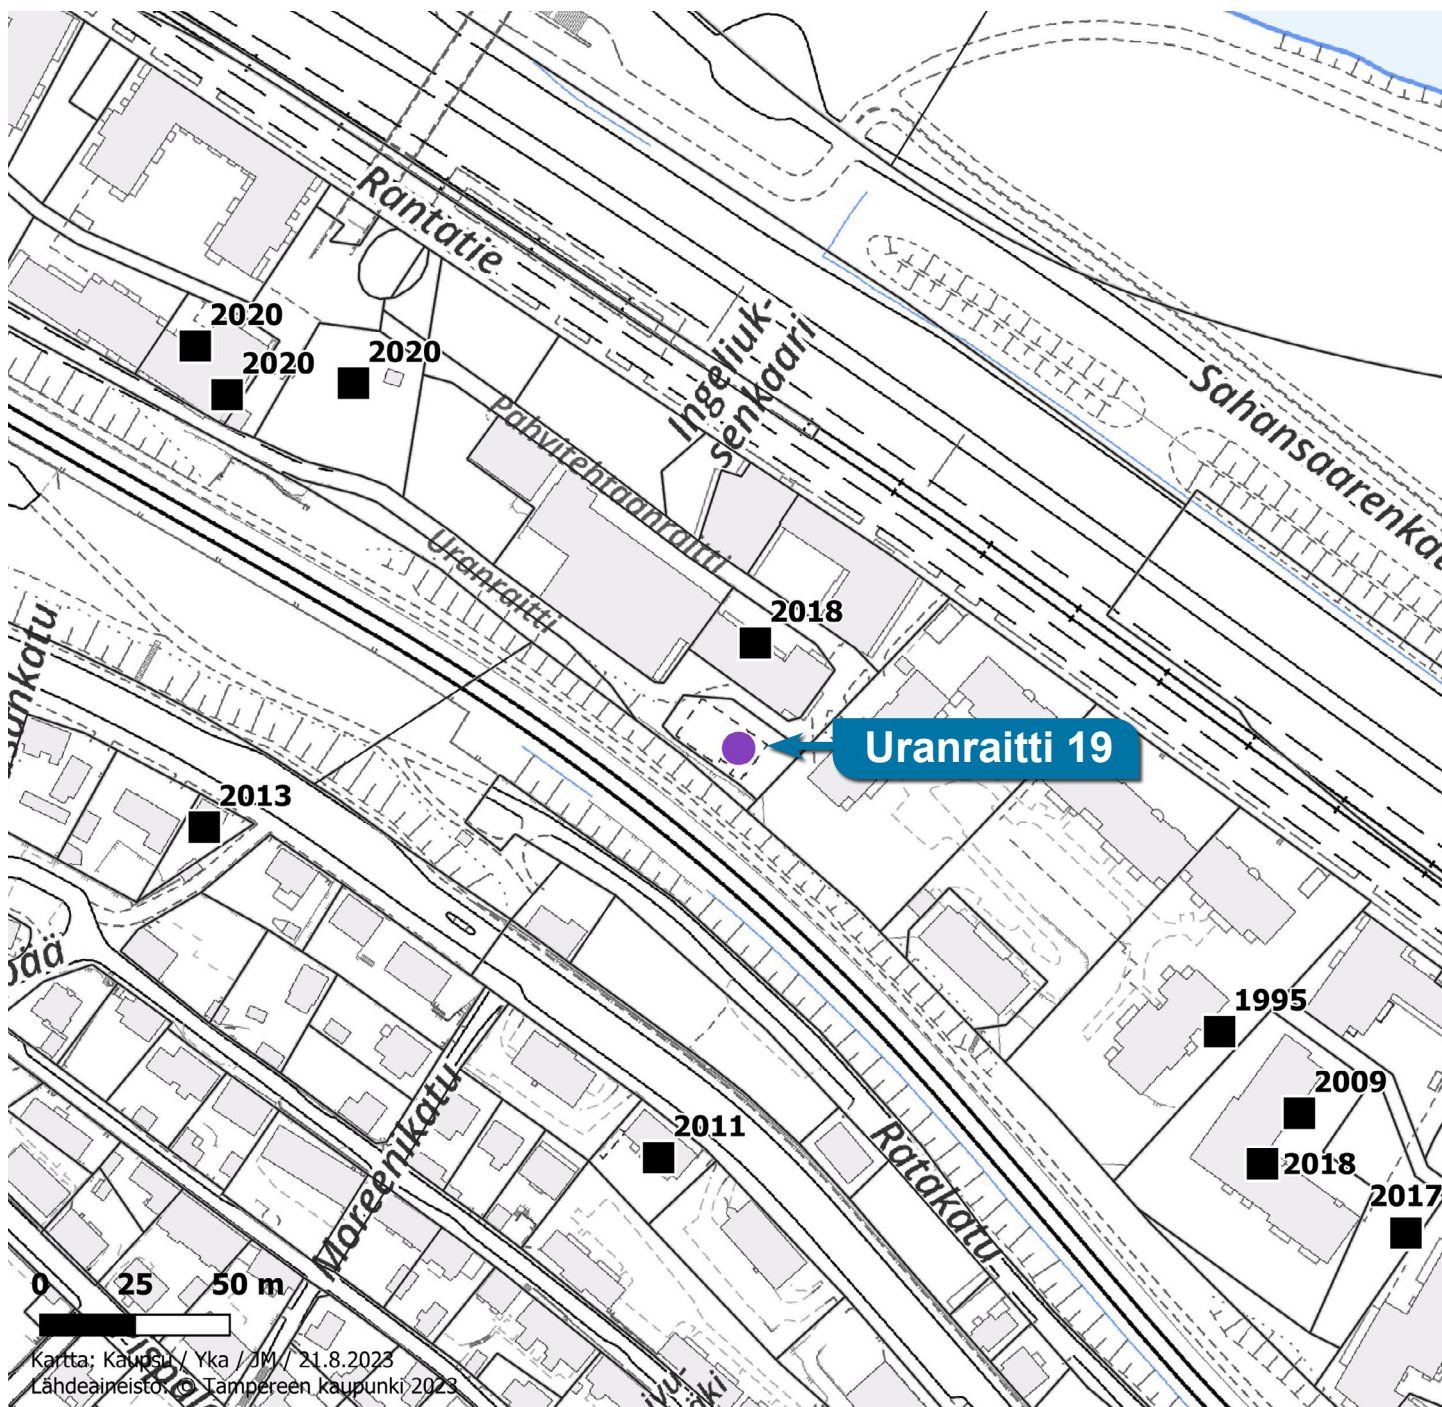 Rantatie
Ingeliuk-
senkaari
Sahansaarenka
2020
2020
2020
Pahvitehtaanraitti
Uranraitti
2018
Uranraitti 19
2013
Moreenikatu
2011
Ratakatu
1995
2009
2018
2017
0 25 50 m
Kartta: Kaupsu / Yka / JM / 21.8.2023
Lähdeaineisto: © Tampereen kaupunki 2023